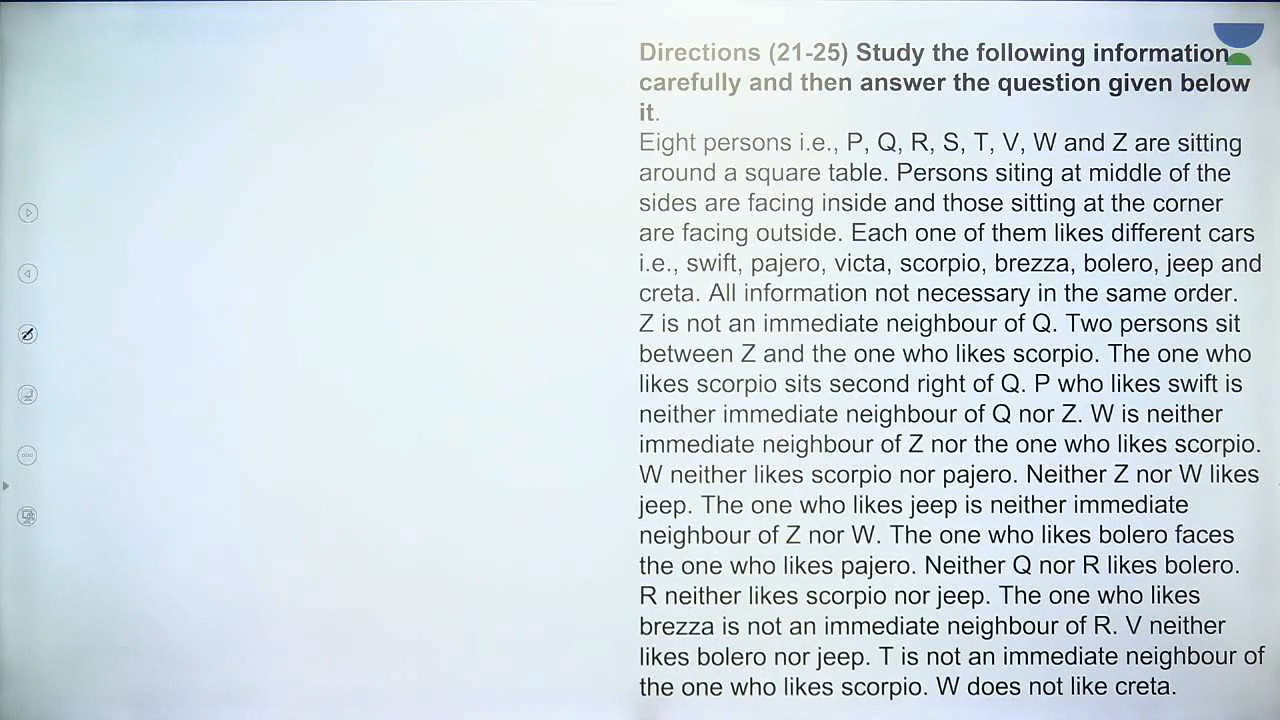 Directions (21-25) Study the following information
carefully and then answer the question given below
it.
Eight persons i.e., P, Q, R, S, T, V, W and Z are sitting
around a square table. Persons siting at middle of the
sides are facing inside and those sitting at the corner
are facing outside. Each one of them likes different cars
i.e., swift, pajero, victa, scorpio, brezza, bolero, jeep and
creta. All information not necessary in the same order.
Z is not an immediate neighbour of Q. Two persons sit
between Z and the one who likes scorpio. The one who
likes scorpio sits second right of Q. P who likes swift is
neither immediate neighbour of Q nor Z. W is neither
immediate neighbour of Z nor the one who likes scorpio.
W neither likes scorpio nor pajero. Neither Z nor W likes
jeep. The one who likes jeep is neither immediate
neighbour of Z nor W. The one who likes bolero faces
the one who likes pajero. Neither Q nor R likes bolero.
R neither likes scorpio nor jeep. The one who likes
brezza is not an immediate neighbour of R. V neither
likes bolero nor jeep. T is not an immediate neighbour of
the one who likes scorpio. W does not like creta.